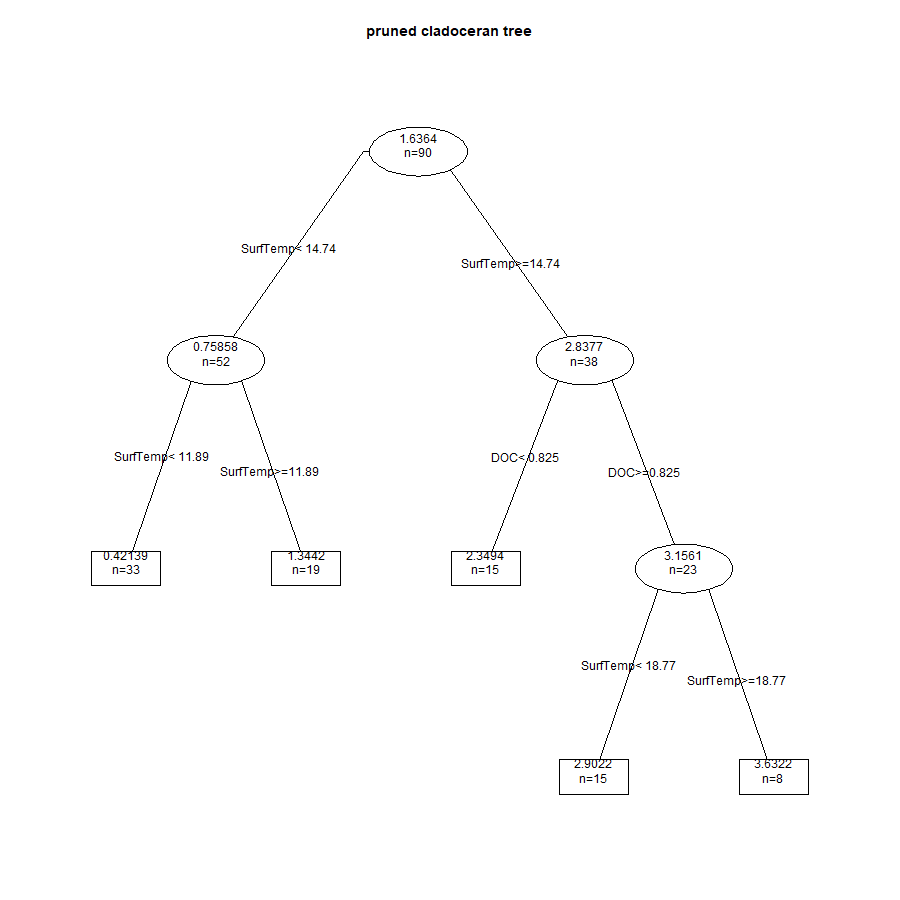 pruned cladoceran tree
1.6364
n=90
SurfTemp< 14.74
SurfTemp>=14.74
0.75858
n=52
2.8377
n=38
SurfTemp< 11.89
SurfTemp>=11.89
DOC< 0.825
DOC>=0.825
0.42139
n=33
1.3442
n=19
2.3494
n=15
3.1561
n=23
SurfTemp< 18.77
SurfTemp>=18.77
2.9022
n=15
3.6322
n=8